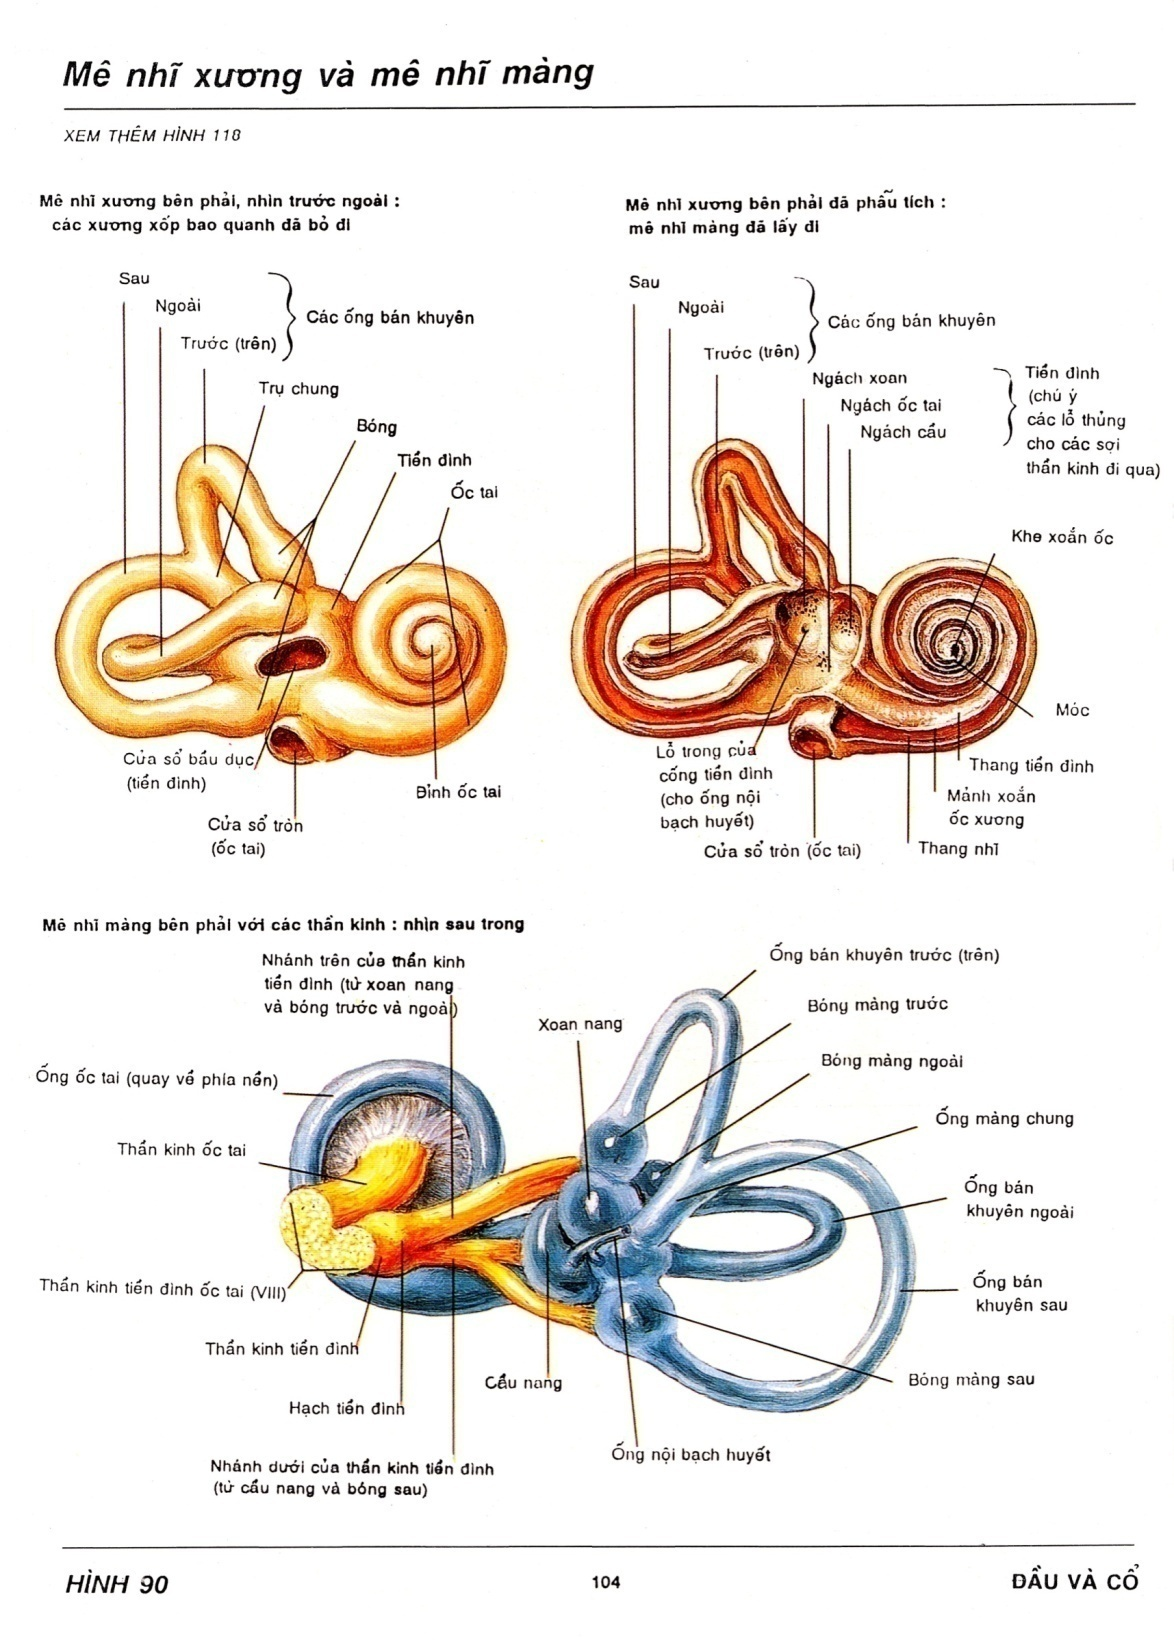 Mê nhĩ xương và mê nhĩ màng
XEM THÊM HÌNH 118
Mê nhĩ xương bên phải, nhìn trước ngoài :
các xương xốp bao quanh đã bỏ đi
Sau
Ngoài
Trước (trên)
Các ống bán khuyên
Trụ chung
Bóng
Tiền đình
Ốc tai
Cửa sổ bầu dục
(tiền đình)
Cửa sổ tròn
(ốc tai)
Đỉnh ốc tai
Mê nhĩ xương bên phải đã phẫu tích :
mê nhĩ màng đã lấy đi
Sau
Ngoài
Trước (trên)
Các ống bán khuyên
Ngách xoan
Ngách ốc tai
Ngách cầu
Tiền đình
(chú ý
các lỗ thủng
cho các sợi
thần kinh đi qua)
Khe xoắn ốc
Móc
Thang tiền đình
Mảnh xoắn
ốc xương
Thang nhĩ
Lỗ trong của
cống tiền đình
(cho ống nội
bạch huyết)
Cửa sổ tròn (ốc tai)
Mê nhĩ màng bên phải với các thần kinh : nhìn sau trong
Nhánh trên của thần kinh
tiền đình (từ xoan nang
và bóng trước và ngoài)
Ống ốc tai (quay về phía nền)
Thần kinh ốc tai
Thần kinh tiền đình ốc tai (VIII)
Thần kinh tiền đình
Hạch tiền đình
Nhánh dưới của thần kinh tiền đình
(từ cầu nang và bóng sau)
Xoan nang
Cầu nang
Ống nội bạch huyết
Ống bán khuyên trước (trên)
Bóng màng trước
Bóng màng ngoài
Ống màng chung
Ống bán
khuyên ngoài
Ống bán
khuyên sau
Bóng màng sau
HÌNH 90
104
ĐẦU VÀ CỔ